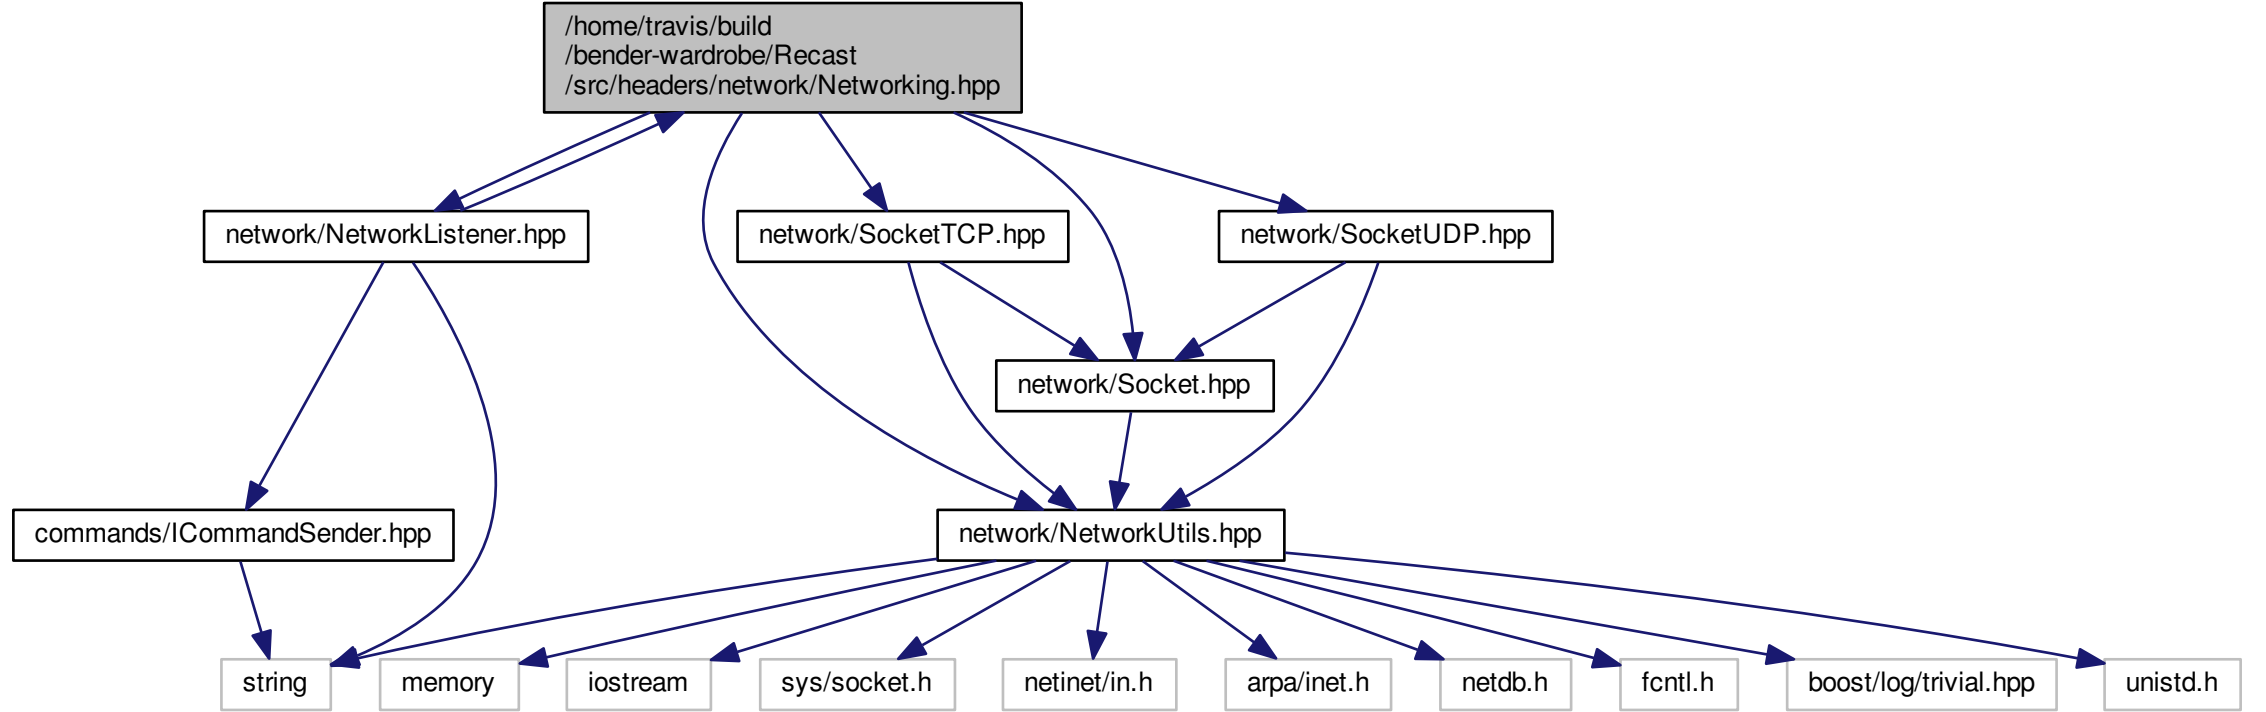 /home/travis/build
/bender-wardrobe/Recast
/src/headers/network/Networking.hpp
network/NetworkListener.hpp
network/SocketTCP.hpp
network/SocketUDP.hpp
network/Socket.hpp
commands/ICommandSender.hpp
network/NetworkUtils.hpp
string
memory
iostream
sys/socket.h
netinet/in.h
arpa/inet.h
netdb.h
fcntl.h
boost/log/trivial.hpp
unistd.h